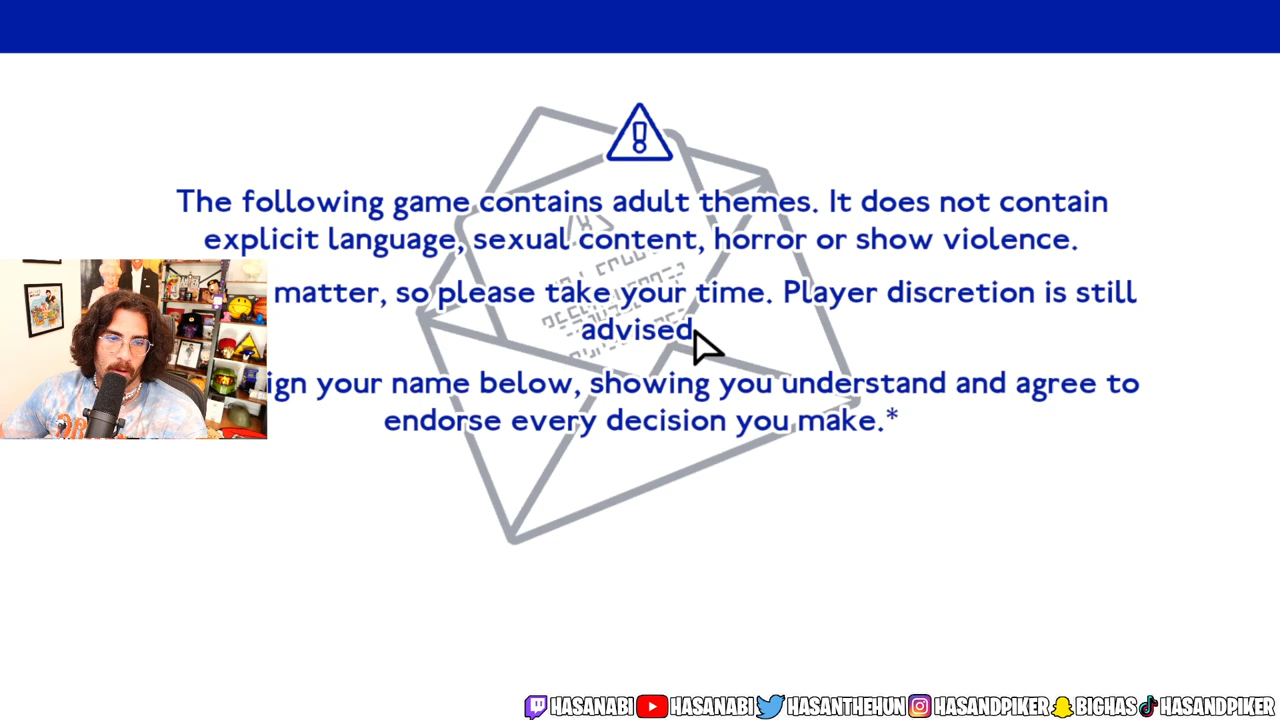 The following game contains adult themes. It does not contain
explicit language, sexual content, horror or show violence.
matter, so please take your time. Player discretion is still
advised
ign your name below, showing you understand and agree to
endorse every decision you make.*
HASANABI HASANABI HASANTHEHUN HASANDPIKER BIGHAS HASANDPIKER